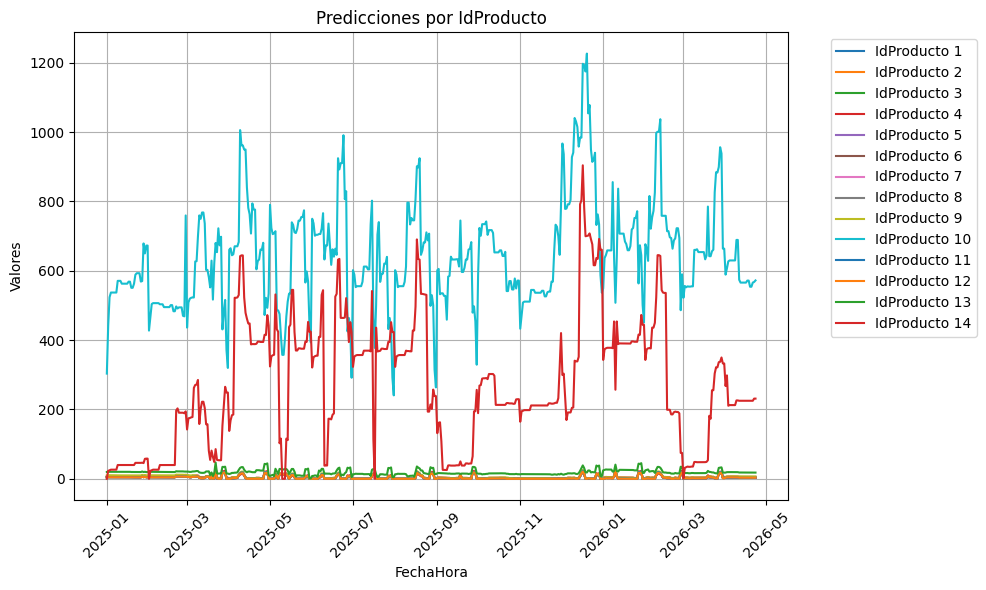 Predicciones por IdProducto
Valores
1200
1000
800
600
400
200
0
2025-01
2025-03
2025-05
2025-07
2025-09
2025-11
2026-01
2026-03
2026-05
FechaHora
IdProducto 1
IdProducto 2
IdProducto 3
IdProducto 4
IdProducto 5
IdProducto 6
IdProducto 7
IdProducto 8
IdProducto 9
IdProducto 10
IdProducto 11
IdProducto 12
IdProducto 13
IdProducto 14